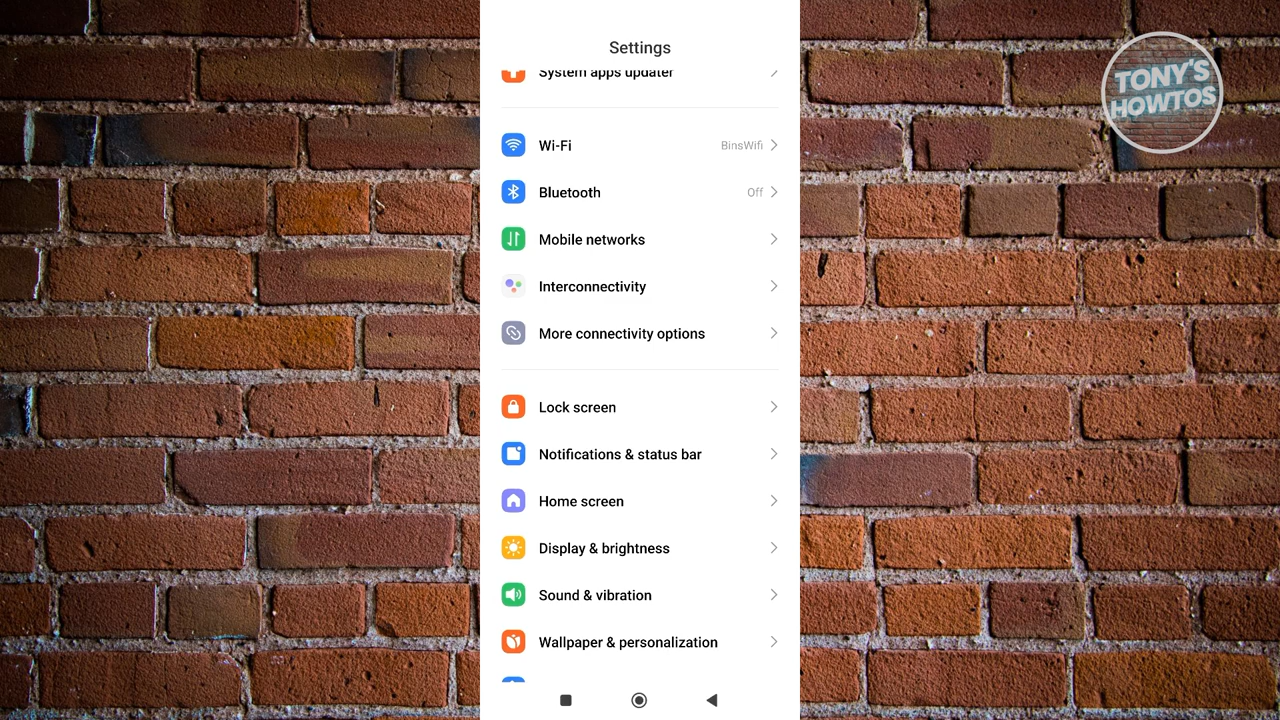 Settings
System apps updater
Wi-Fi BinsWifi
Bluetooth Off
Mobile networks
Interconnectivity
More connectivity options
Lock screen
Notifications & status bar
Home screen
Display & brightness
Sound & vibration
Wallpaper & personalization
TONY'S
HOWTOS